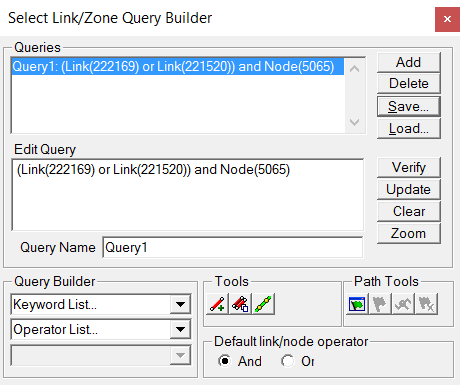 Select Link/Zone Query Builder
Queries
Query1: (Link(222169) or Link(221520)) and Node(5065)
Add
Delete
Save...
Load...
Edit Query
(Link(222169) or Link(221520)) and Node(5065)
Verify
Update
Clear
Zoom
Query Name Query1
Query Builder
Keyword List...
Operator List...
Tools
Path Tools
Default link/node operator
And Or